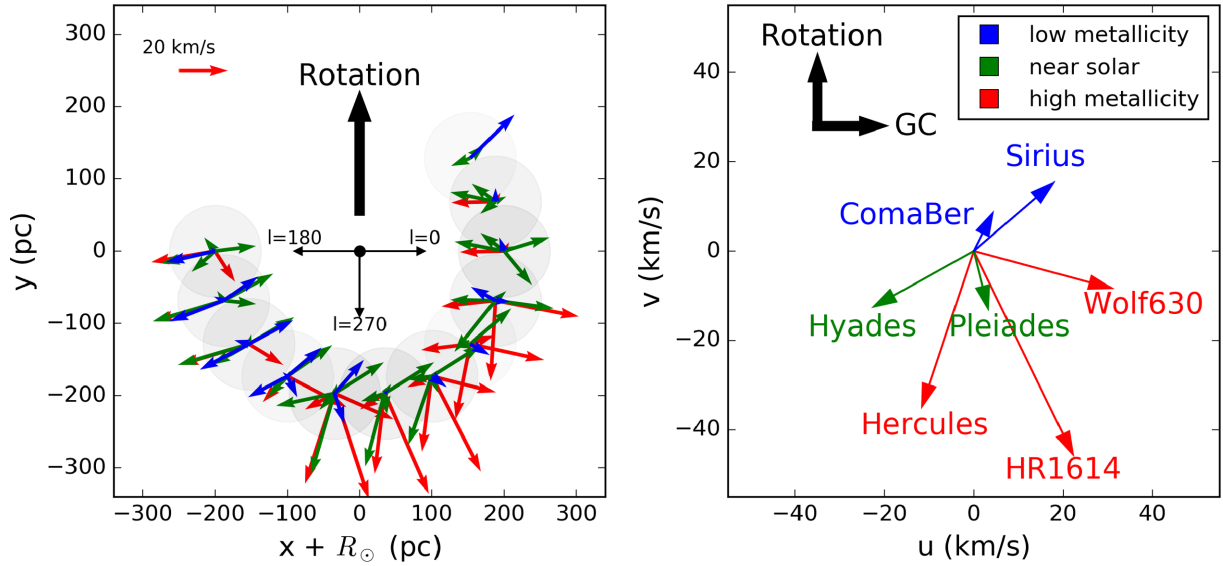 300
200
100
0
−100
−200
−300
y (pc)
20 km/s
Rotation
l=180
l=0
l=270
−300 −200 −100 0 100 200 300
x + R⊙ (pc)
40
20
0
−20
−40
v (km/s)
Rotation
GC
low metallicity
near solar
high metallicity
Sirius
ComaBer
Wolf630
Hyades
Pleiades
Hercules
HR1614
−40 −20 0 20 40
u (km/s)